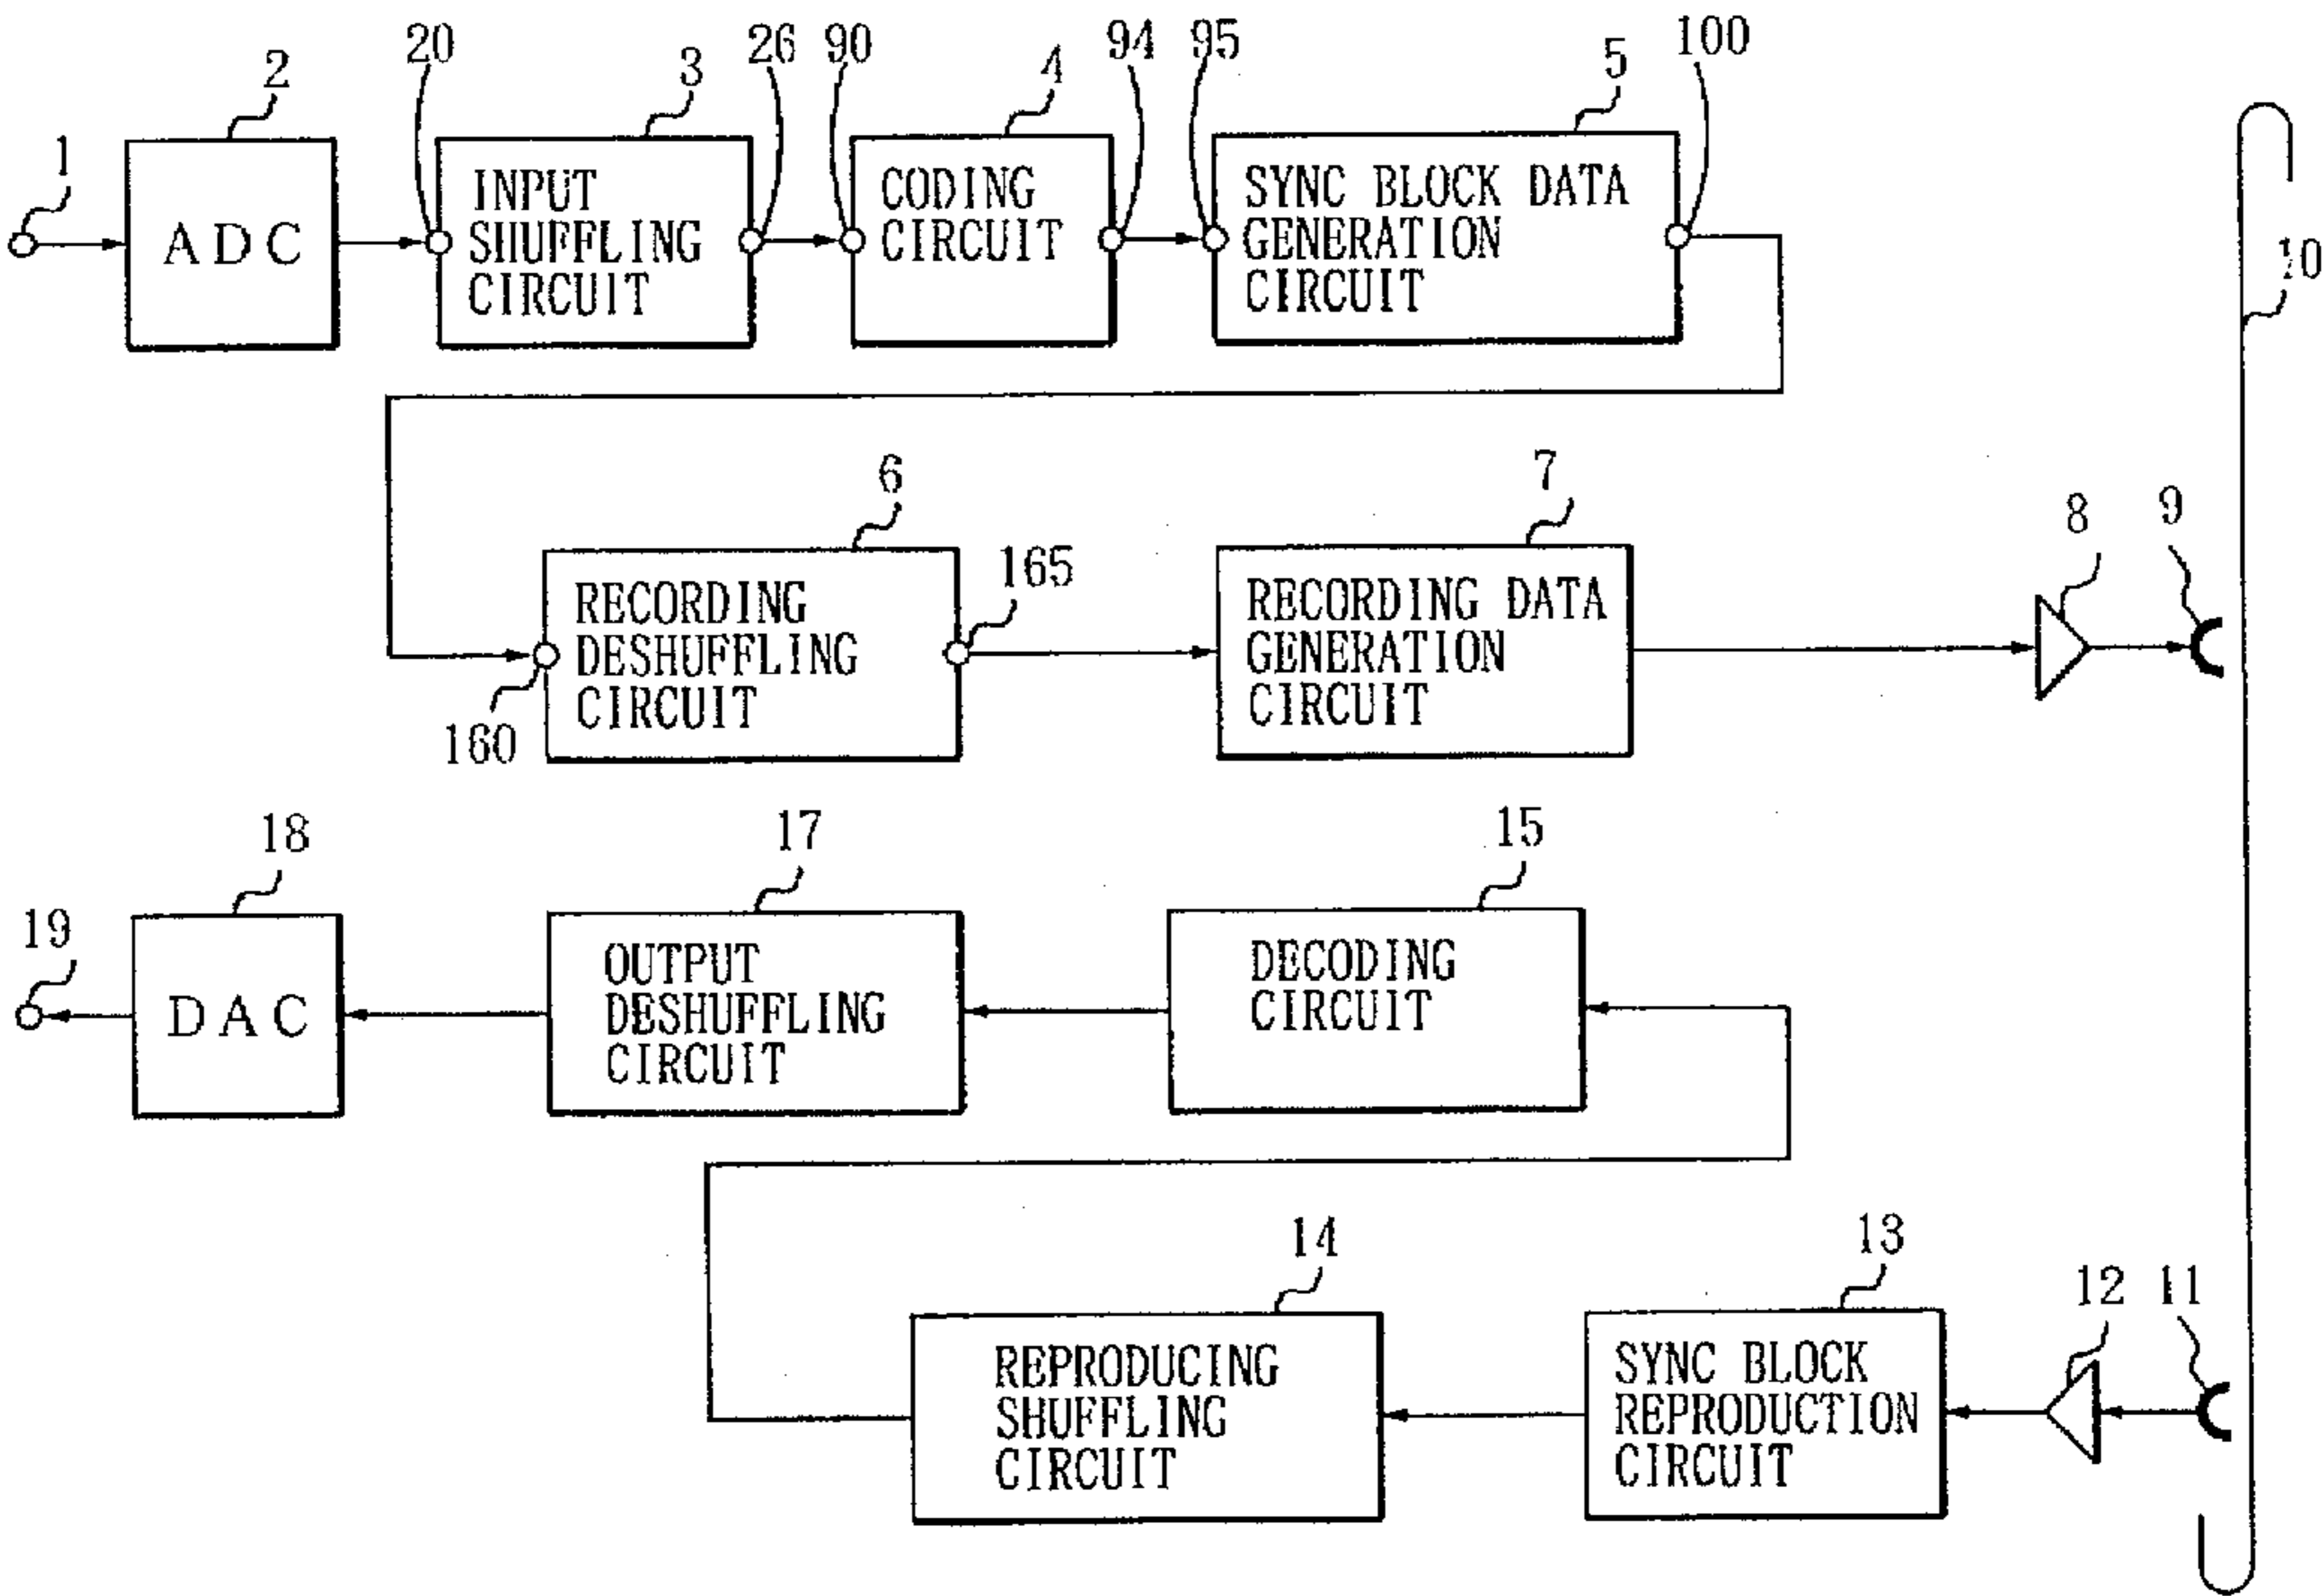 20
26
90
94
95
100
2
3
4
5
1
ADC
INPUT
SHUFFLING
CIRCUIT
CODING
CIRCUIT
SYNC BLOCK DATA
GENERATION
CIRCUIT
10
6
7
8
9
165
RECORDING
DESHUFFLING
CIRCUIT
RECORDING DATA
GENERATION
CIRCUIT
160
18
17
15
19
DAC
OUTPUT
DESHUFFLING
CIRCUIT
DECODING
CIRCUIT
14
13
12
11
REPRODUCING
SHUFFLING
CIRCUIT
SYNC BLOCK
REPRODUCTION
CIRCUIT